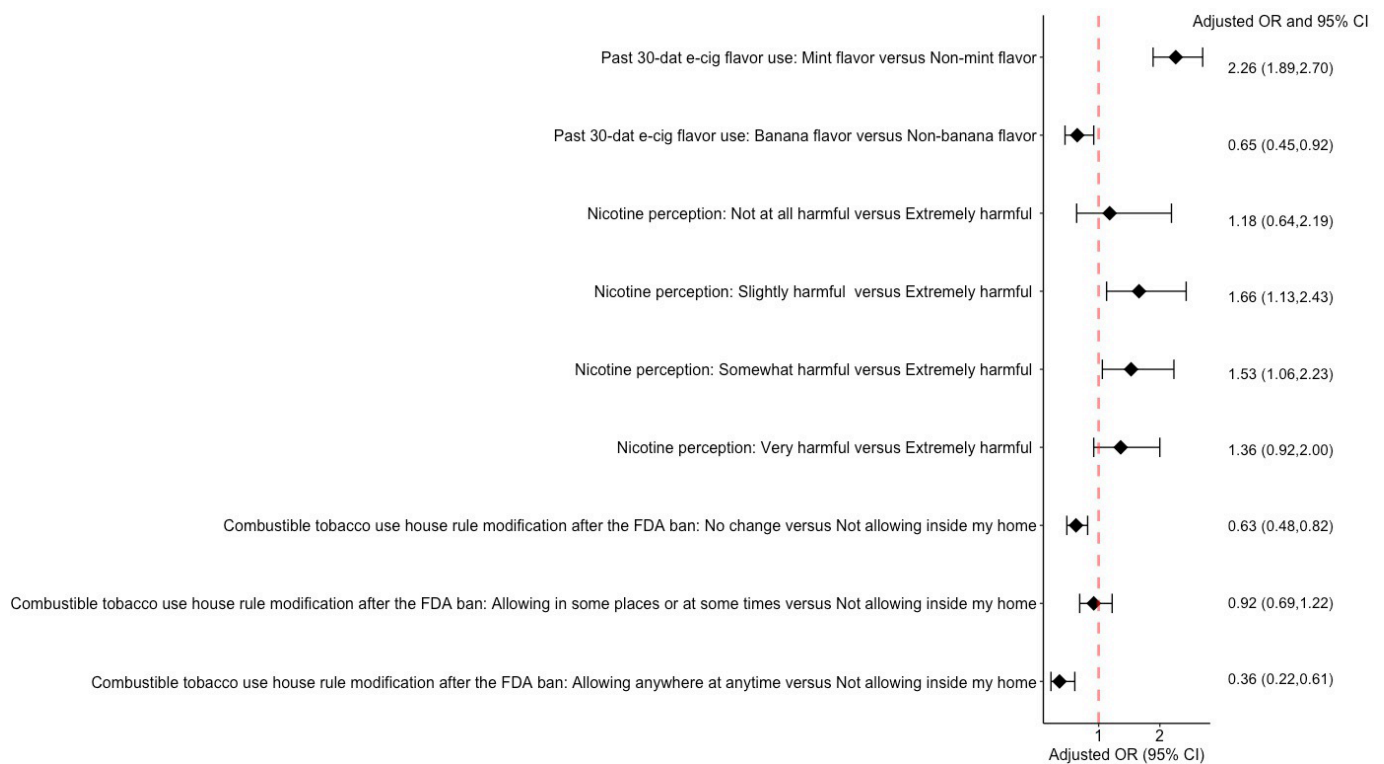 Adjusted OR and 95% CI
Past 30-dat e-cig flavor use: Mint flavor versus Non-mint flavor
2.26 (1.89,2.70)
Past 30-dat e-cig flavor use: Banana flavor versus Non-banana flavor
0.65 (0.45,0.92)
Nicotine perception: Not at all harmful versus Extremely harmful
1.18 (0.64,2.19)
Nicotine perception: Slightly harmful  versus Extremely harmful
1.66 (1.13,2.43)
Nicotine perception: Somewhat harmful versus Extremely harmful
1.53 (1.06,2.23)
Nicotine perception: Very harmful versus Extremely harmful
1.36 (0.92,2.00)
Combustible tobacco use house rule modification after the FDA ban: No change versus Not allowing inside my home
0.63 (0.48,0.82)
Combustible tobacco use house rule modification after the FDA ban: Allowing in some places or at some times versus Not allowing inside my home
0.92 (0.69,1.22)
Combustible tobacco use house rule modification after the FDA ban: Allowing anywhere at anytime versus Not allowing inside my home
0.36 (0.22,0.61)
1 2
Adjusted OR (95% CI)